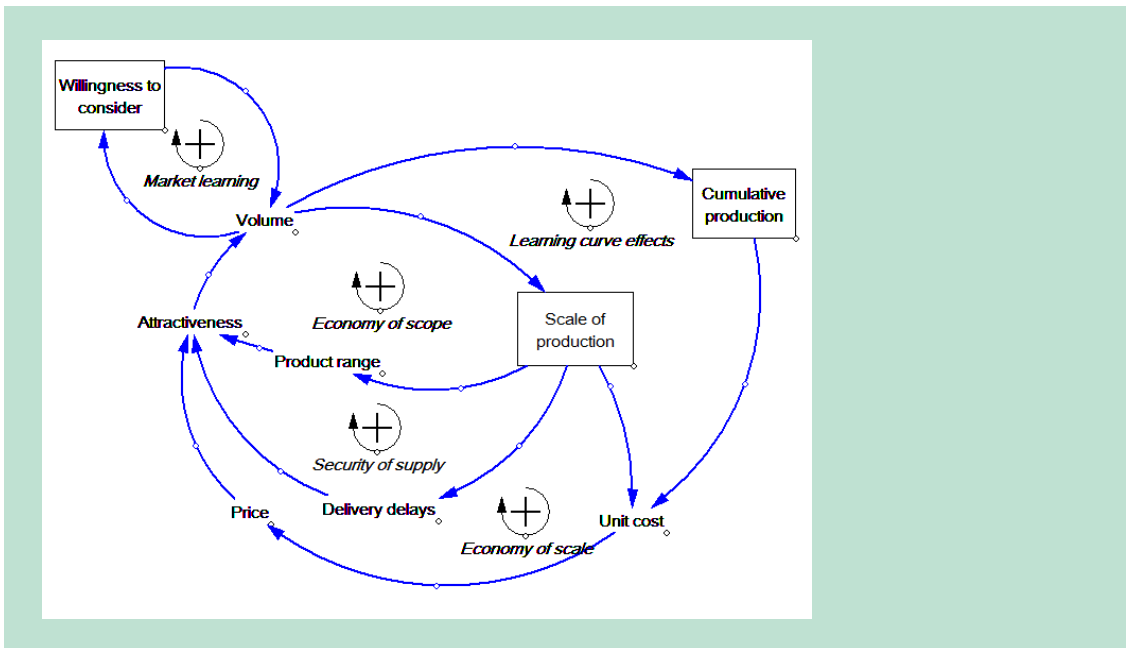 Willingness to
consider
Market learning
Volume
Cumulative
production
Learning curve effects
Economy of scope
Scale of
production
Attractiveness
Product range
Security of supply
Price
Delivery delays
Unit cost
Economy of scale